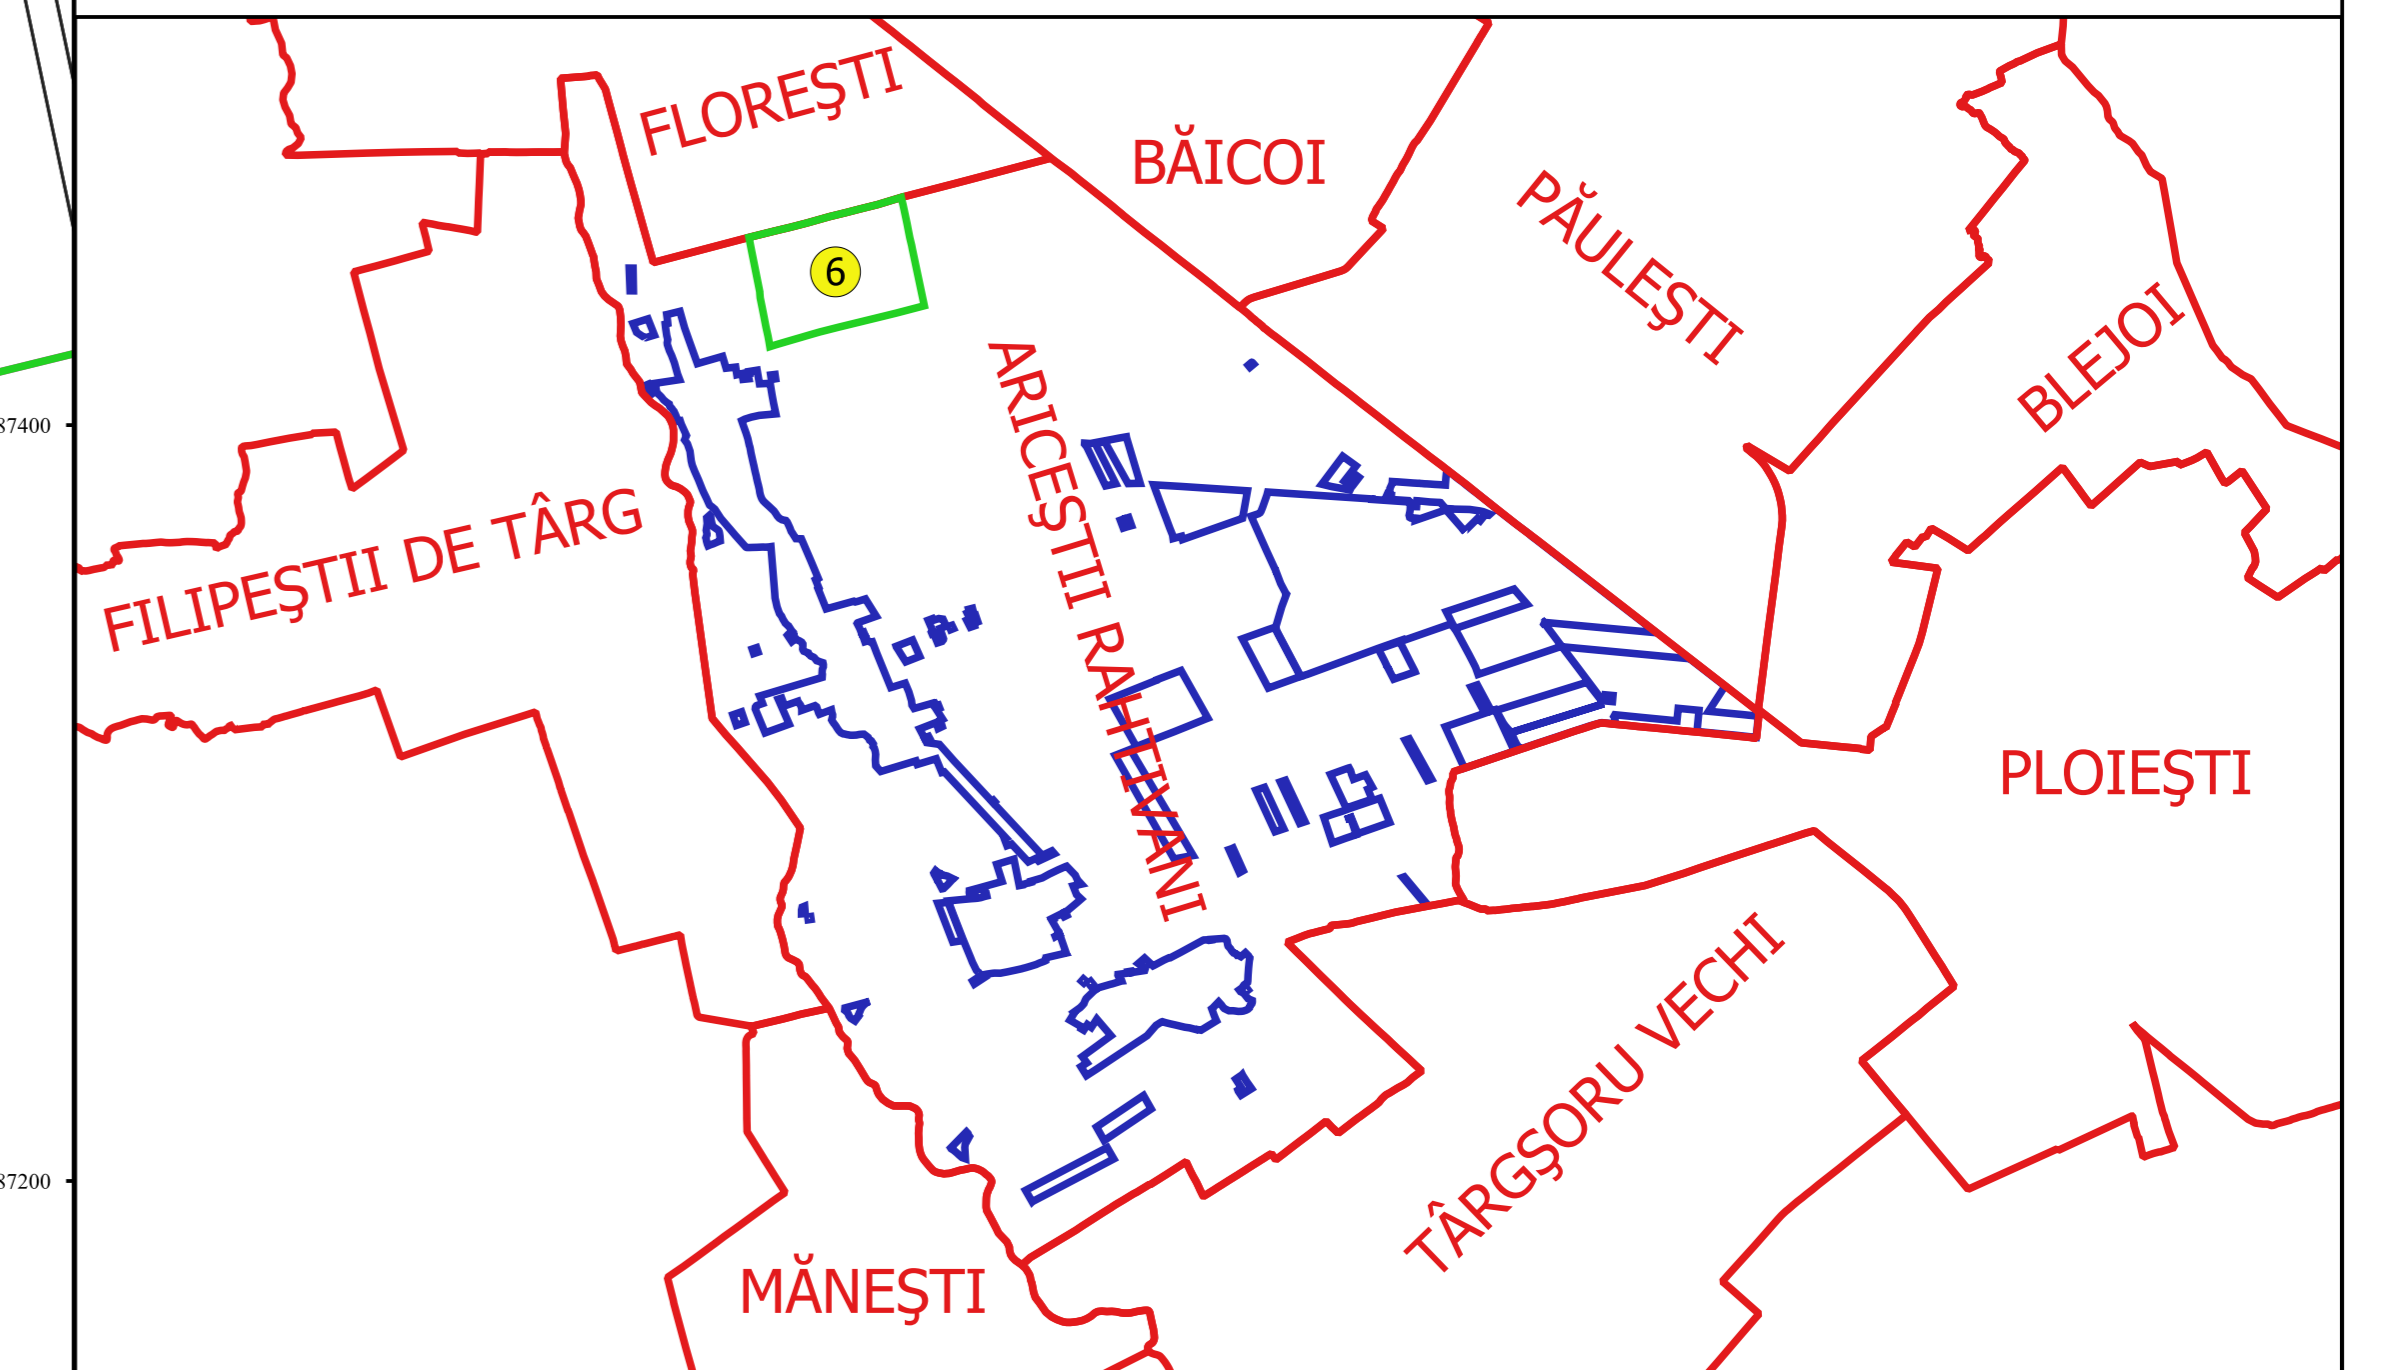 FLOREŞTI
BĂICOI
PĂULEŞTI
6
BLEJOI
87400
ARICEŞTII RAHTIVANI
FILIPEŞTII DE TÂRG
PLOIEŞTI
TÂRGŞORU VECHI
87200
MĂNEŞTI